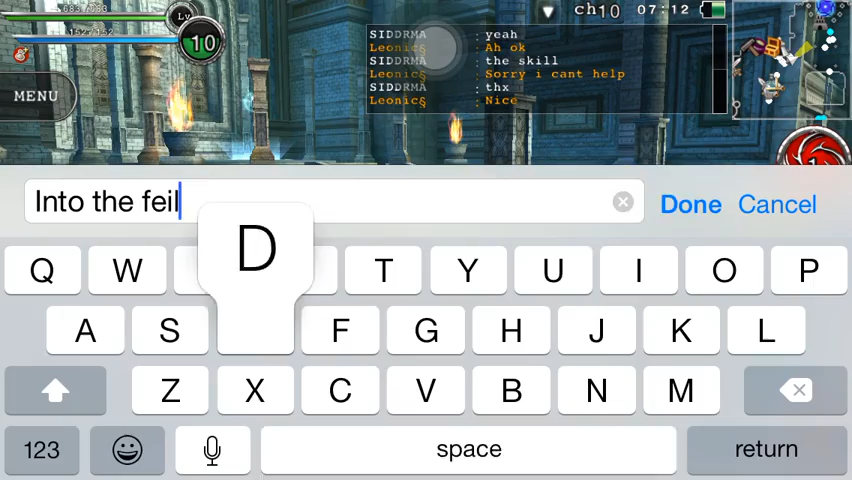 Lv
10
ch10 07:12
SIDDRMA : yeah
Leonic§ : Ah ok
SIDDRMA : the skill
Leonic§ : Sorry i cant help
SIDDRMA : thx
Leonic§ : Nice
MENU
Into the feil
Done Cancel
D
Q W T Y U I O P
A S F G H J K L
Z X C V B N M
123 space return